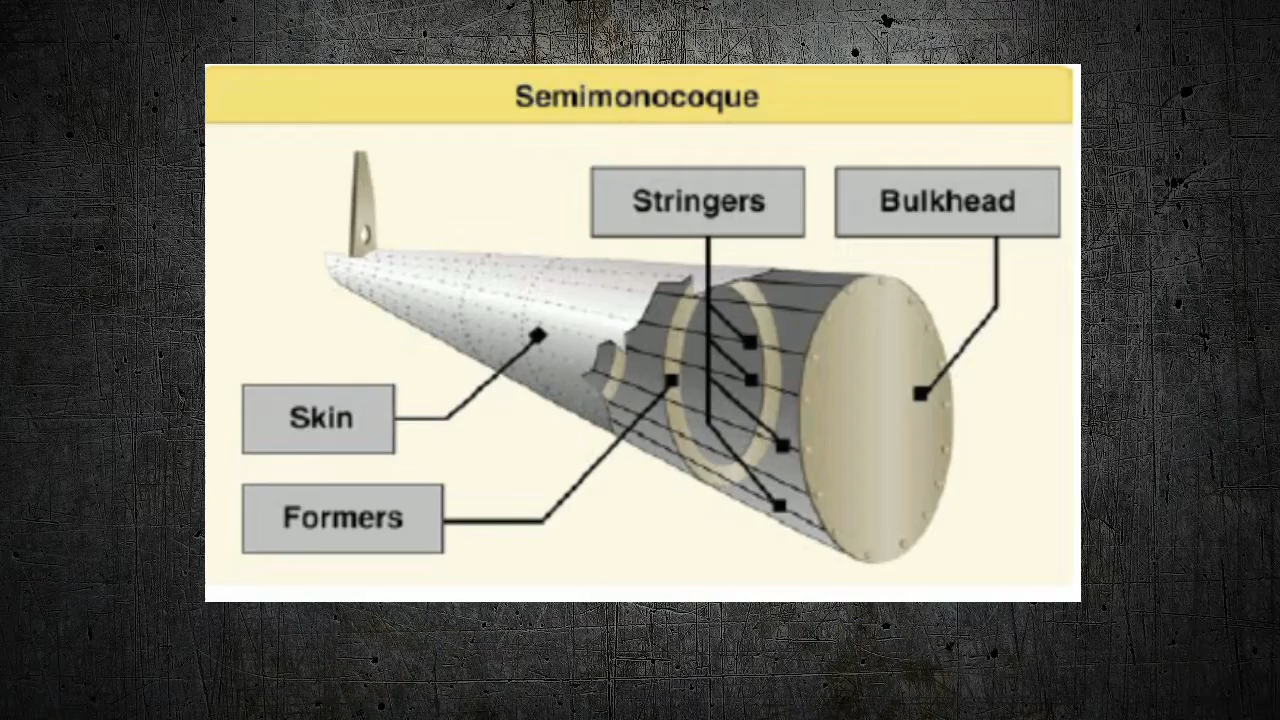 Semimonocoque
Stringers
Bulkhead
Skin
Formers